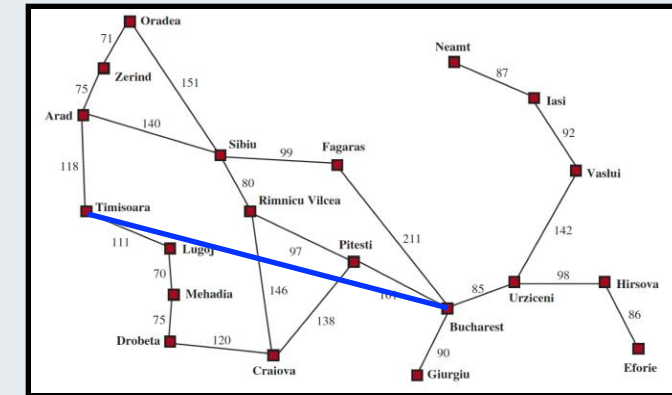 Oradea
71
Neamt
Zerind
87
151
75
Iasi
Arad
140
92
Sibiu
Fagaras
99
118
Vaslui
80
Timisoara
Rimnicu Vilcea
142
111
Lugoj
97
Pitesti
211
70
98
Hirsova
85
Mehadia
146
101
Urziceni
75
138
86
Bucharest
Drobeta
120
90
Craiova
Eforie
Giurgiu